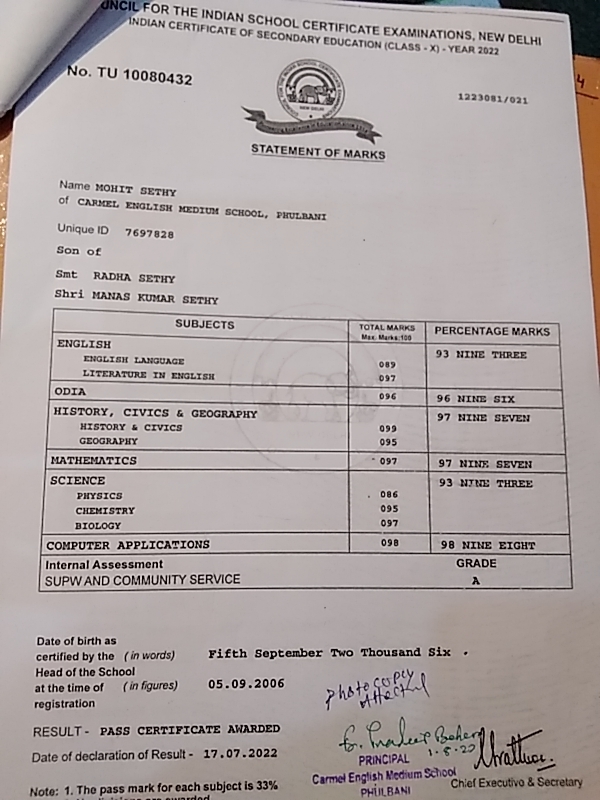 UNCIL FOR THE INDIAN SCHOOL CERTIFICATE EXAMINATIONS, NEW DELHI
INDIAN CERTIFICATE OF SECONDARY EDUCATION (CLASS - X) - YEAR 2022
No. TU 10080432
1223081/021
NEW DELHI
STATEMENT OF MARKS
Name MOHIT SETHY
of CARMEL ENGLISH MEDIUM SCHOOL, PHULBANI
Unique ID 7697828
Son of
Smt RADHA SETHY
Shri MANAS KUMAR SETHY
SUBJECTS TOTAL MARKS Max. Marks:100 PERCENTAGE MARKS
ENGLISH 93 NINE THREE
ENGLISH LANGUAGE 089
LITERATURE IN ENGLISH 097
ODIA 096 96 NINE SIX
HISTORY, CIVICS & GEOGRAPHY 97 NINE SEVEN
HISTORY & CIVICS 099
GEOGRAPHY 095
MATHEMATICS 097 97 NINE SEVEN
SCIENCE 93 NINE THREE
PHYSICS 086
CHEMISTRY 095
BIOLOGY 097
COMPUTER APPLICATIONS 098 98 NINE EIGHT
Internal Assessment GRADE
SUPW AND COMMUNITY SERVICE A
Date of birth as
certified by the (in words) Fifth September Two Thousand Six .
Head of the School
at the time of (in figures) 05.09.2006
registration
photocopy
RESULT - PASS CERTIFICATE AWARDED
Date of declaration of Result - 17.07.2022
PRINCIPAL
Carmel English Medium School
PHULBANI
Chief Executive & Secretary
Note: 1. The pass mark for each subject is 33%